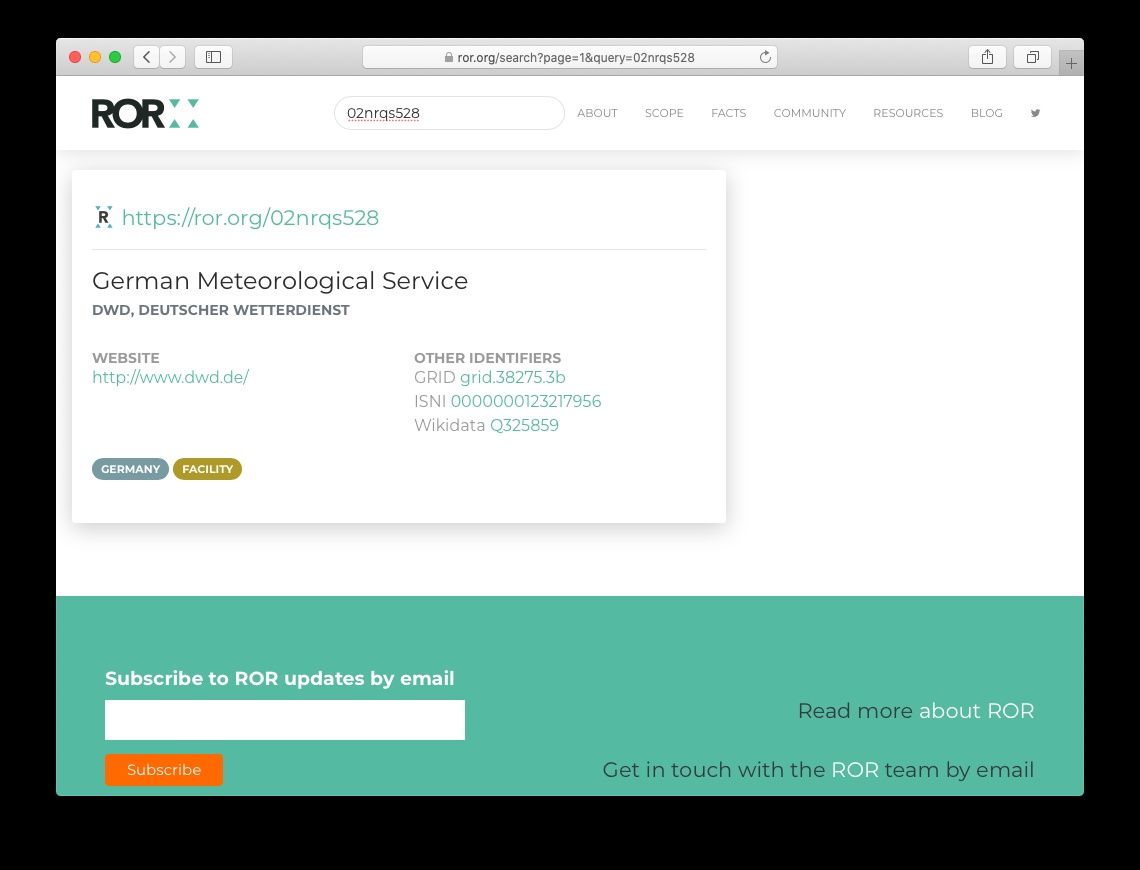 ror.org/search?page=1&query=02nrqs528
ROR
02nrqs528
ABOUT SCOPE FACTS COMMUNITY RESOURCES BLOG
R https://ror.org/02nrqs528
German Meteorological Service
DWD, DEUTSCHER WETTERDIENST
WEBSITE
http://www.dwd.de/
OTHER IDENTIFIERS
GRID grid.38275.3b
ISNI 0000000123217956
Wikidata Q325859
GERMANY FACILITY
Subscribe to ROR updates by email
Subscribe
Read more about ROR
Get in touch with the ROR team by email